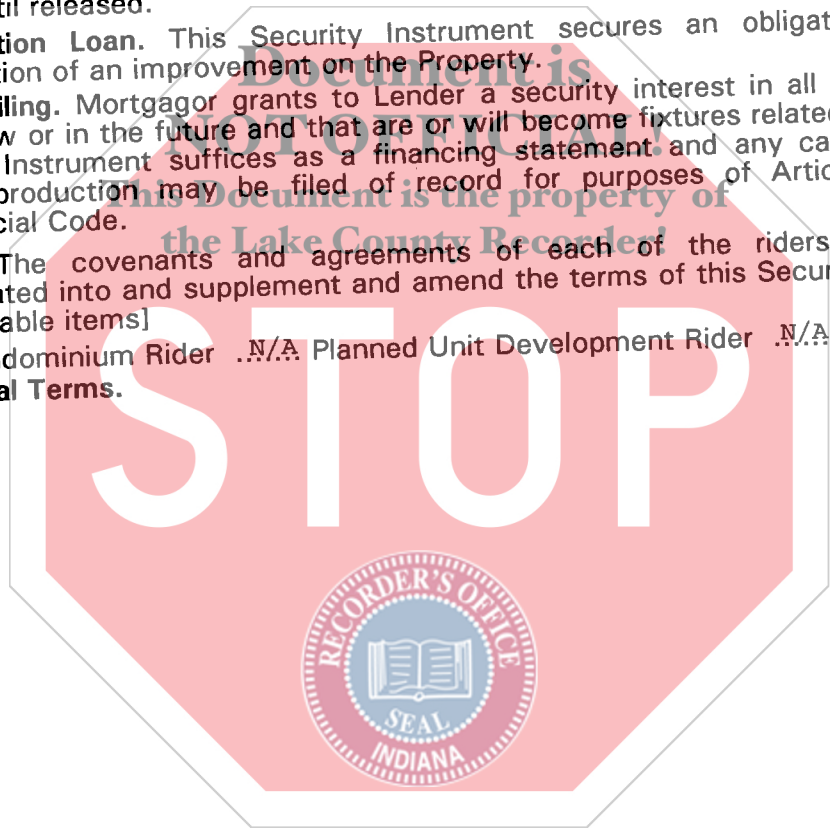 til released.
tion Loan. This Security Instrument secures an obligat
ion of an improvement on the Property.
iling. Mortgagor grants to Lender a security interest in all
w or in the future and that are or will become fixtures related
Instrument suffices as a financing statement and any ca
production may be filed of record for purposes of Artic
cial Code.
The covenants and agreements of each of the riders
ated into and supplement and amend the terms of this Secur
able items]
dominium Rider ..N/A.. Planned Unit Development Rider ..N/A
al Terms.
Document is
NOT OFFICIAL!
This Document is the property of
the Lake County Recorder!
STOP
RECORDER'S OFFICE
SEAL
INDIANA